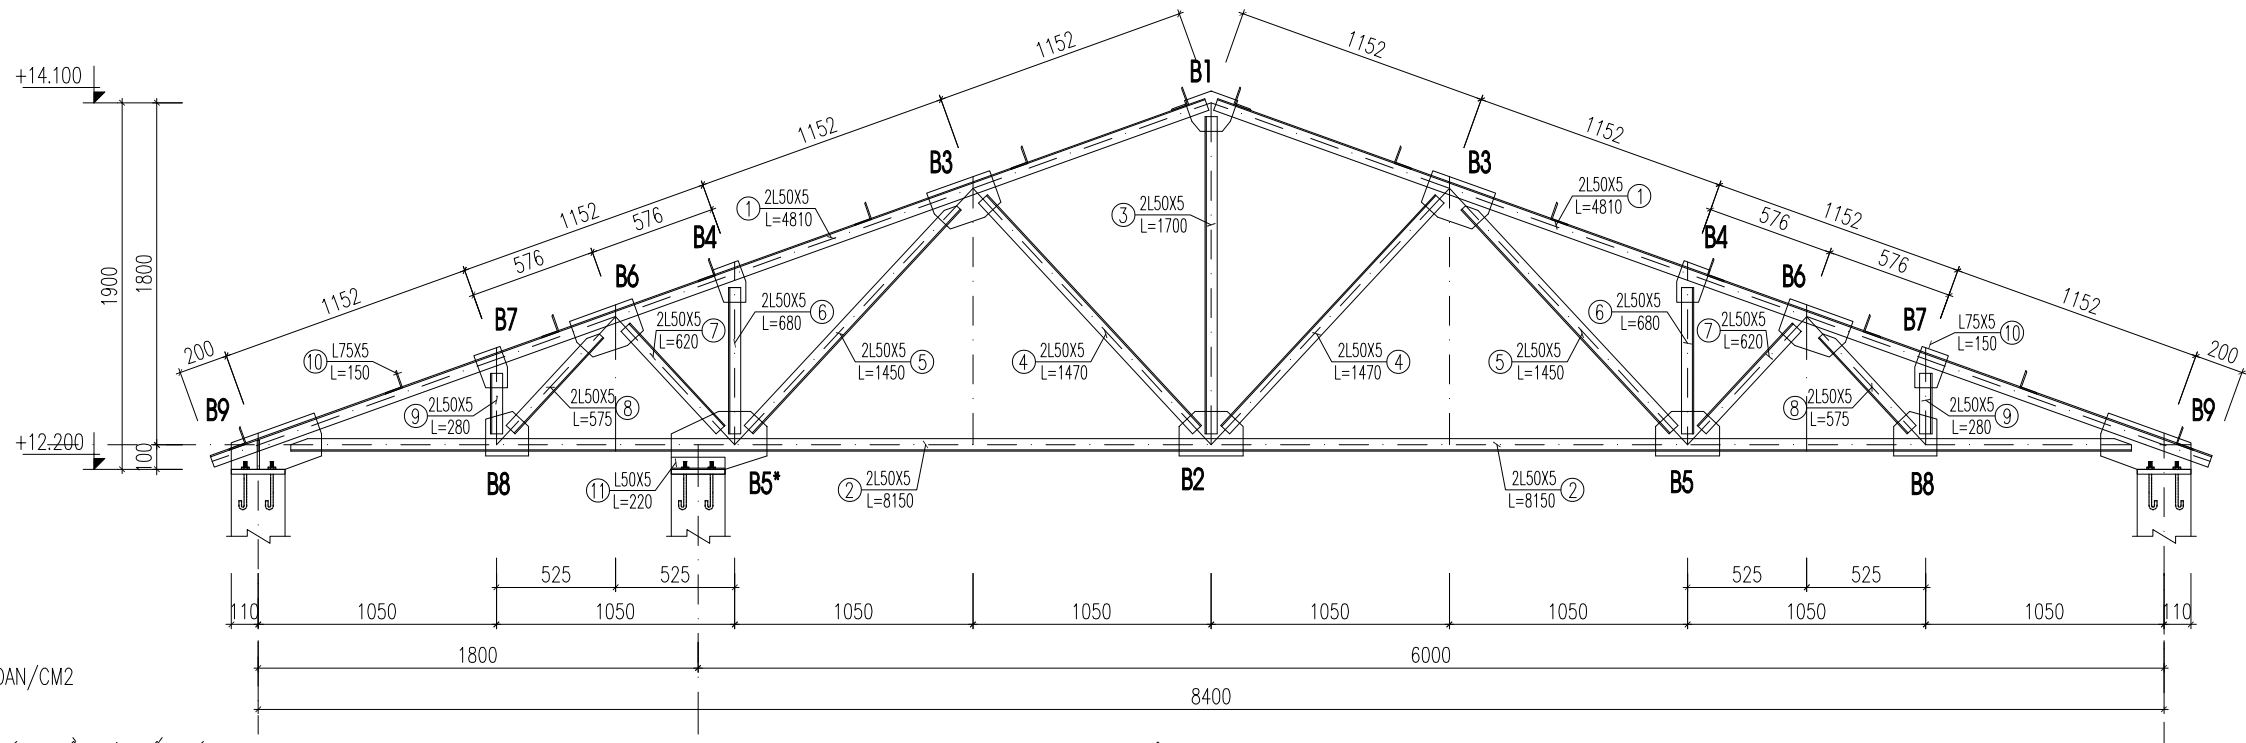 1152
1152
+14.100
B1
1152
1152
B3
B3
1152
1152
576
1 2L50X5
L=4810
3 2L50X5
L=1700
2L50X5 1
L=4810
576
1152
B4
B4
576
576
B6
B6
1900
1800
1152
1152
B7
B7
2L50X5 7
L=620
2L50X5 6
L=680
6 2L50X5
L=680
7 2L50X5
L=620
200
10 L75X5
L=150
2L50X5 5
L=1450
4 2L50X5
L=1470
2L50X5 4
L=1470
5 2L50X5
L=1450
L75X5 10
L=150
200
B9
9 2L50X5
L=280
2L50X5 8
L=575
8 2L50X5
L=575
2L50X5 9
L=280
B9
+12.200
100
B8
11 L50X5
L=220
B5*
2 2L50X5
L=8150
B2
2L50X5 2
L=8150
B5
B8
525 525 525 525
110 1050 1050 1050 1050 1050 1050 1050 1050 110
1800 6000
DAN/CM2
8400